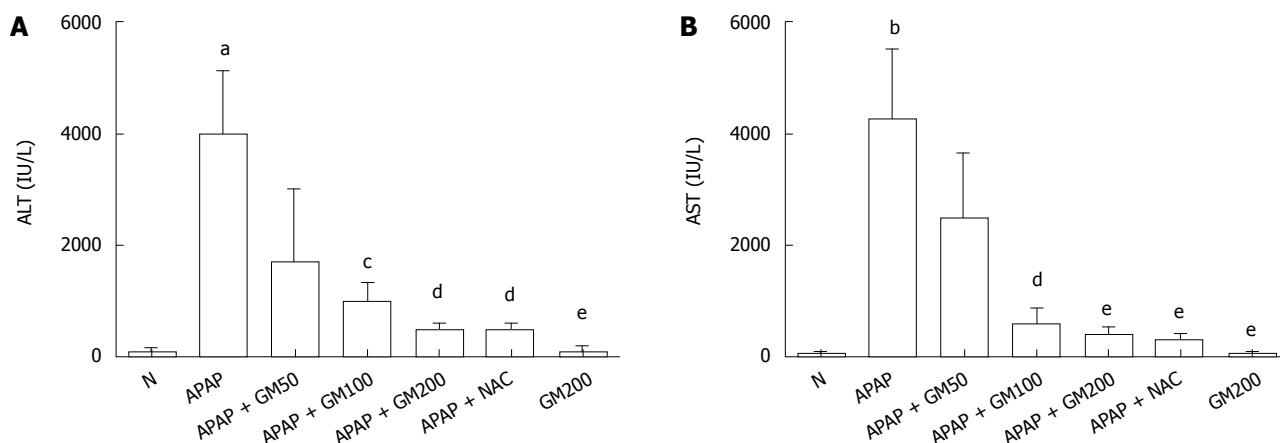 A
ALT (IU/L)
6000
4000
2000
0
a
c
d
d
e
N
APAP
APAP + GM50
APAP + GM100
APAP + GM200
APAP + NAC
GM200
B
AST (IU/L)
6000
4000
2000
0
b
d
e
e
e
N
APAP
APAP + GM50
APAP + GM100
APAP + GM200
APAP + NAC
GM200